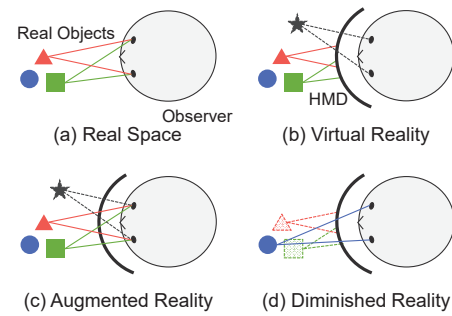 Real Objects
Observer
HMD
(a) Real Space
(b) Virtual Reality
(c) Augmented Reality
(d) Diminished Reality